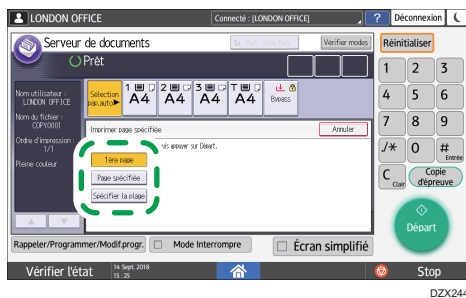 LONDON OFFICE
Connecté : [LONDON OFFICE]
?
Déconnexion
Serveur de documents
Vérifier modes
Réinitialiser
Prêt
Nom utilisateur :
LONDON OFFICE
Nom du fichier :
COPY0001
Ordre d'impression :
1/1
Pleine couleur
Sélection
pap.auto
1
A4
2
A4
3
A4
T
A4
Bypass
Imprimer page spécifiée
Annuler
uis appuyer sur Départ.
1ère page
Page spécifiée
Spécifier la plage
1
2
3
4
5
6
7
8
9
./*
0
#
Entrée
C
Clair
Copie
d'épreuve
Départ
Rappeler/Programmer/Modif.progr.
Mode Interrompre
Écran simplifié
Vérifier l'état
14 Sept. 2018
15 : 25
Stop
DZX244